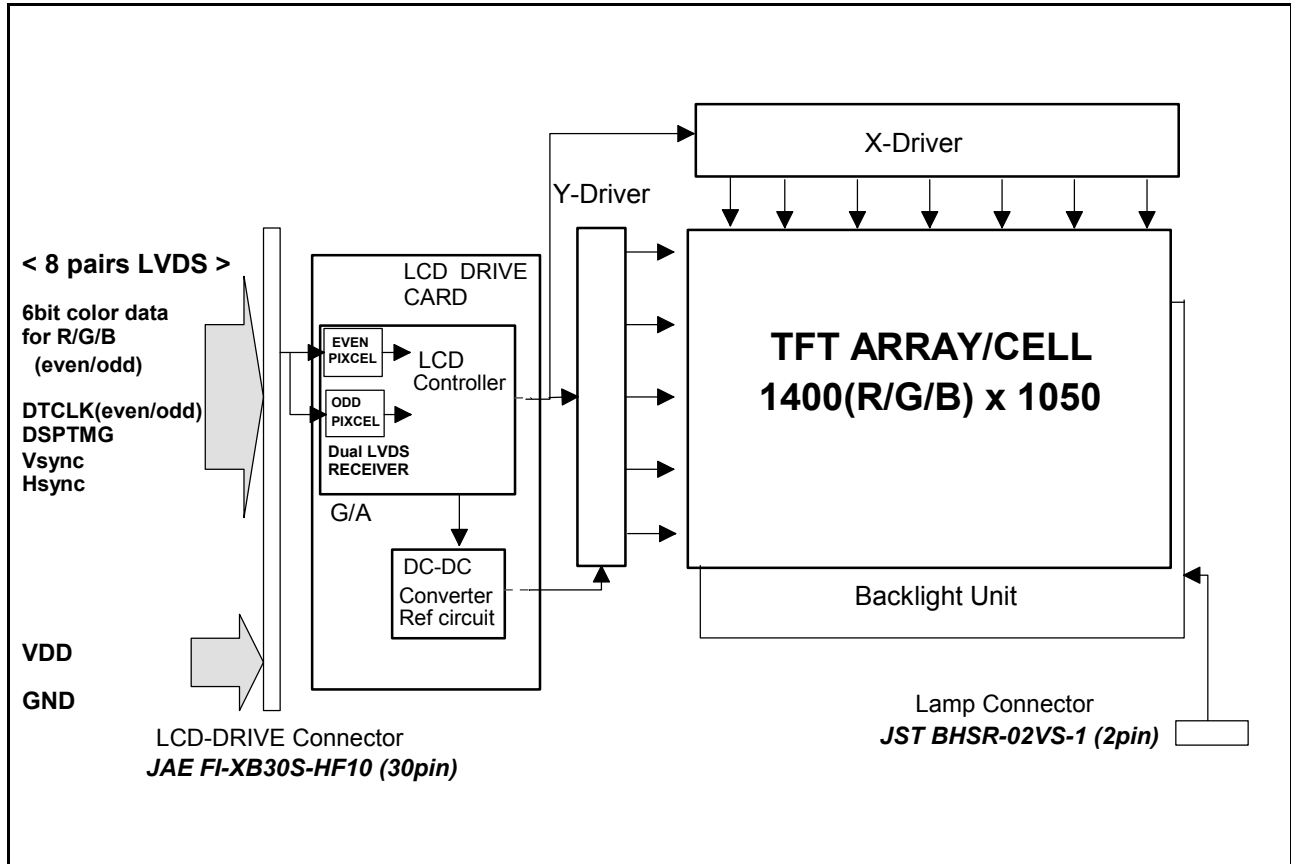 X-Driver
Y-Driver
< 8 pairs LVDS >
6bit color data
for R/G/B
(even/odd)
DTCLK(even/odd)
DSPTMG
Vsync
Hsync
VDD
GND
LCD DRIVE
CARD
EVEN
PIXCEL
LCD
Controller
ODD
PIXCEL
Dual LVDS
RECEIVER
G/A
DC-DC
Converter
Ref circuit
TFT ARRAY/CELL
1400(R/G/B) x 1050
Backlight Unit
LCD-DRIVE Connector
JAE FI-XB30S-HF10 (30pin)
Lamp Connector
JST BHSR-02VS-1 (2pin)